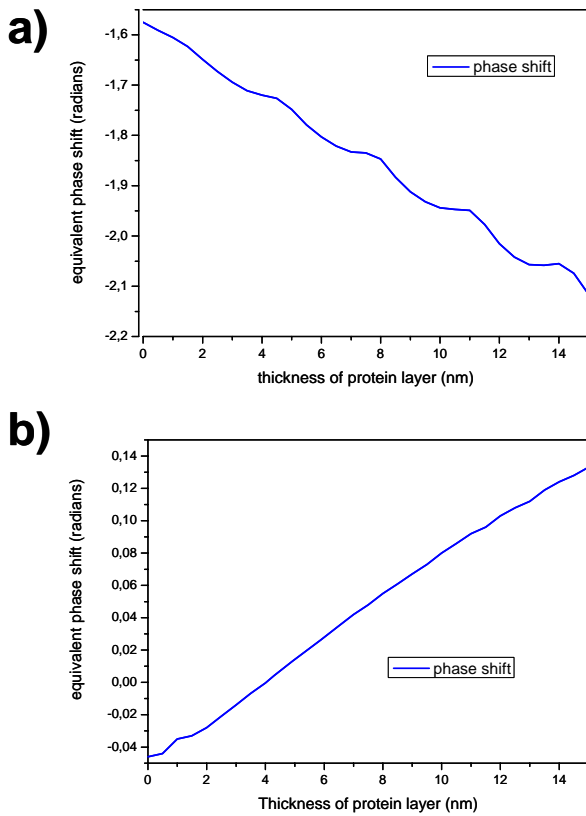 a)
-1,6
-1,7
-1,8
-1,9
-2,0
-2,1
-2,2
equivalent phase shift (radians)
phase shift
0 2 4 6 8 10 12 14
thickness of protein layer (nm)
b)
0,14
0,12
0,10
0,08
0,06
0,04
0,02
0,00
-0,02
-0,04
equivalent phase shift (radians)
phase shift
0 2 4 6 8 10 12 14
Thickness of protein layer (nm)